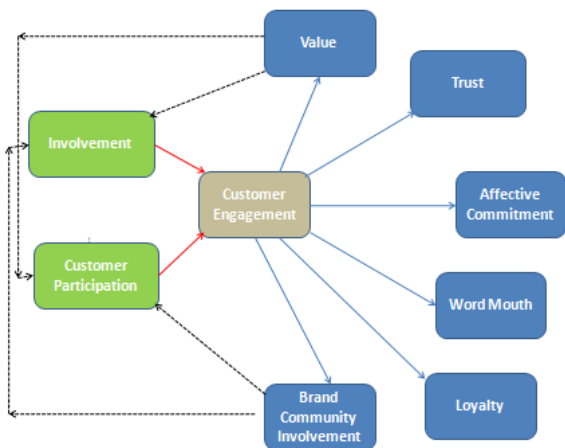 Value
Trust
Involvement
Customer
Engagement
Affective
Commitment
Customer
Participation
Word Mouth
Brand
Community
Involvement
Loyalty